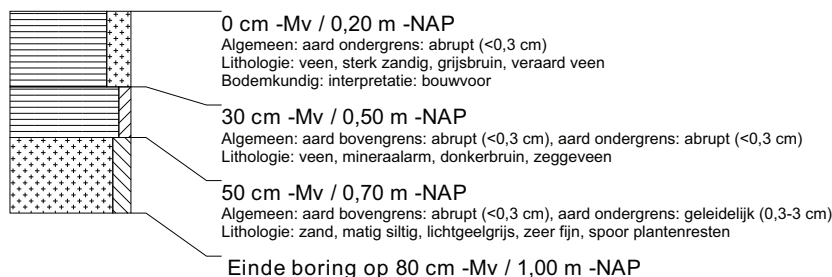 0 cm -Mv / 0,20 m -NAP
Algemeen: aard ondergrens: abrupt (<0,3 cm)
Lithologie: veen, sterk zandig, grijsbruin, veraard veen
Bodemkundig: interpretatie: bouwvoor
30 cm -Mv / 0,50 m -NAP
Algemeen: aard bovengrens: abrupt (<0,3 cm), aard ondergrens: abrupt (<0,3 cm)
Lithologie: veen, mineraalarm, donkerbruin, zeggeveen
50 cm -Mv / 0,70 m -NAP
Algemeen: aard bovengrens: abrupt (<0,3 cm), aard ondergrens: geleidelijk (0,3-3 cm)
Lithologie: zand, matig siltig, lichtgeelgrijs, zeer fijn, spoor plantenresten
Einde boring op 80 cm -Mv / 1,00 m -NAP